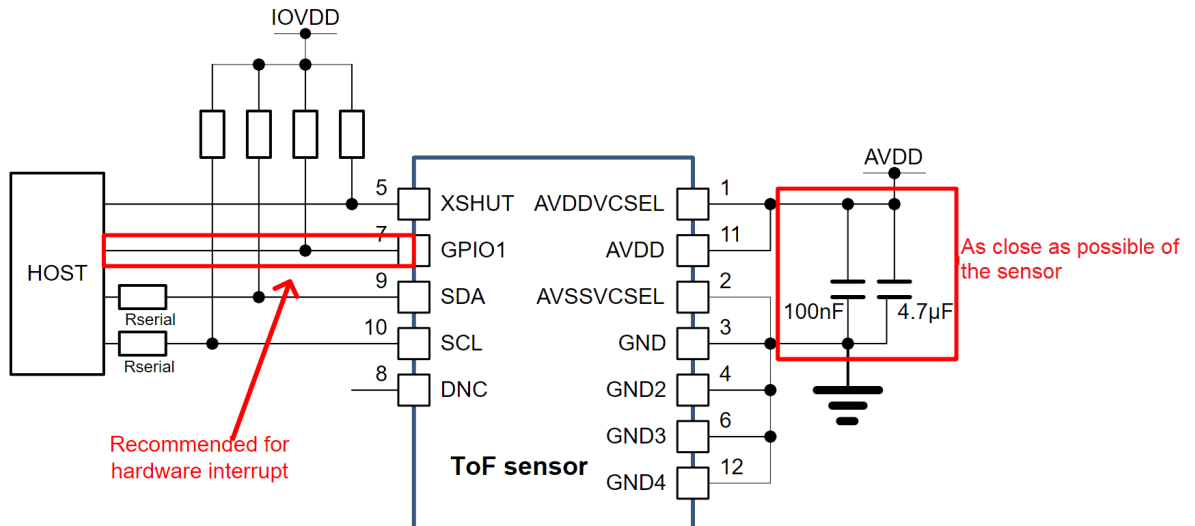 IOVDD
AVDD
5
XSHUT
AVDDVCSEL
1
7
GPIO1
AVDD
11
HOST
As close as possible of
the sensor
9
SDA
AVSSVCSEL
2
Rserial
100nF
4.7µF
10
SCL
GND
3
Rserial
8
DNC
GND2
4
Recommended for
hardware interrupt
GND3
6
ToF sensor
GND4
12